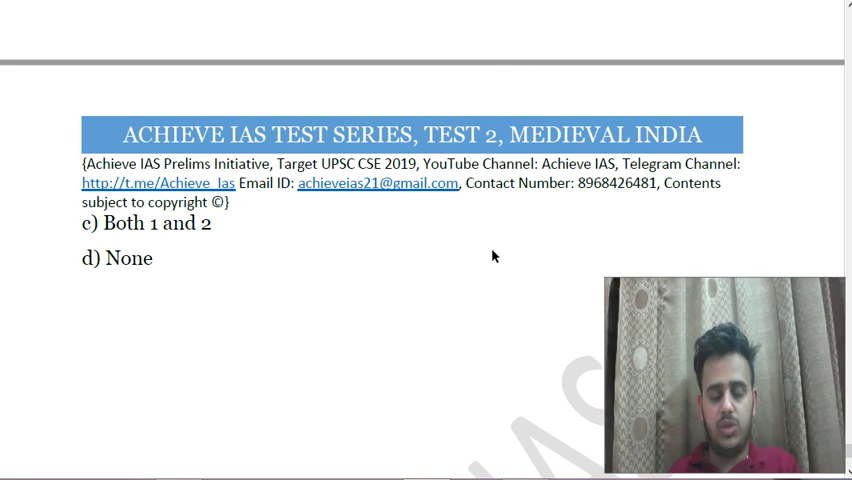 ACHIEVE IAS TEST SERIES, TEST 2, MEDIEVAL INDIA
{Achieve IAS Prelims Initiative, Target UPSC CSE 2019, YouTube Channel: Achieve IAS, Telegram Channel:
http://t.me/Achieve_Ias Email ID: achieveias21@gmail.com, Contact Number: 8968426481, Contents
subject to copyright ©}
c) Both 1 and 2
d) None
IAS